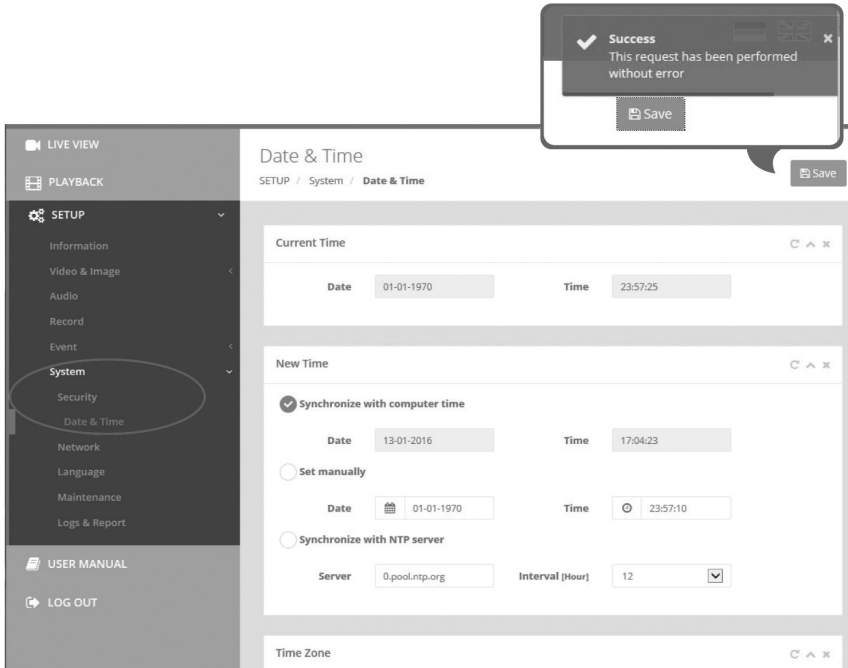 Success
This request has been performed
without error
Save
LIVE VIEW
PLAYBACK
SETUP
Information
Video & Image
Audio
Record
Event
System
Security
Date & Time
Network
Language
Maintenance
Logs & Report
USER MANUAL
LOG OUT
Date & Time
SETUP / System / Date & Time
Save
Current Time
Date 01-01-1970 Time 23:57:25
New Time
Synchronize with computer time
Date 13-01-2016 Time 17:04:23
Set manually
Date 01-01-1970 Time 23:57:10
Synchronize with NTP server
Server 0.pool.ntp.org Interval [Hour] 12
Time Zone